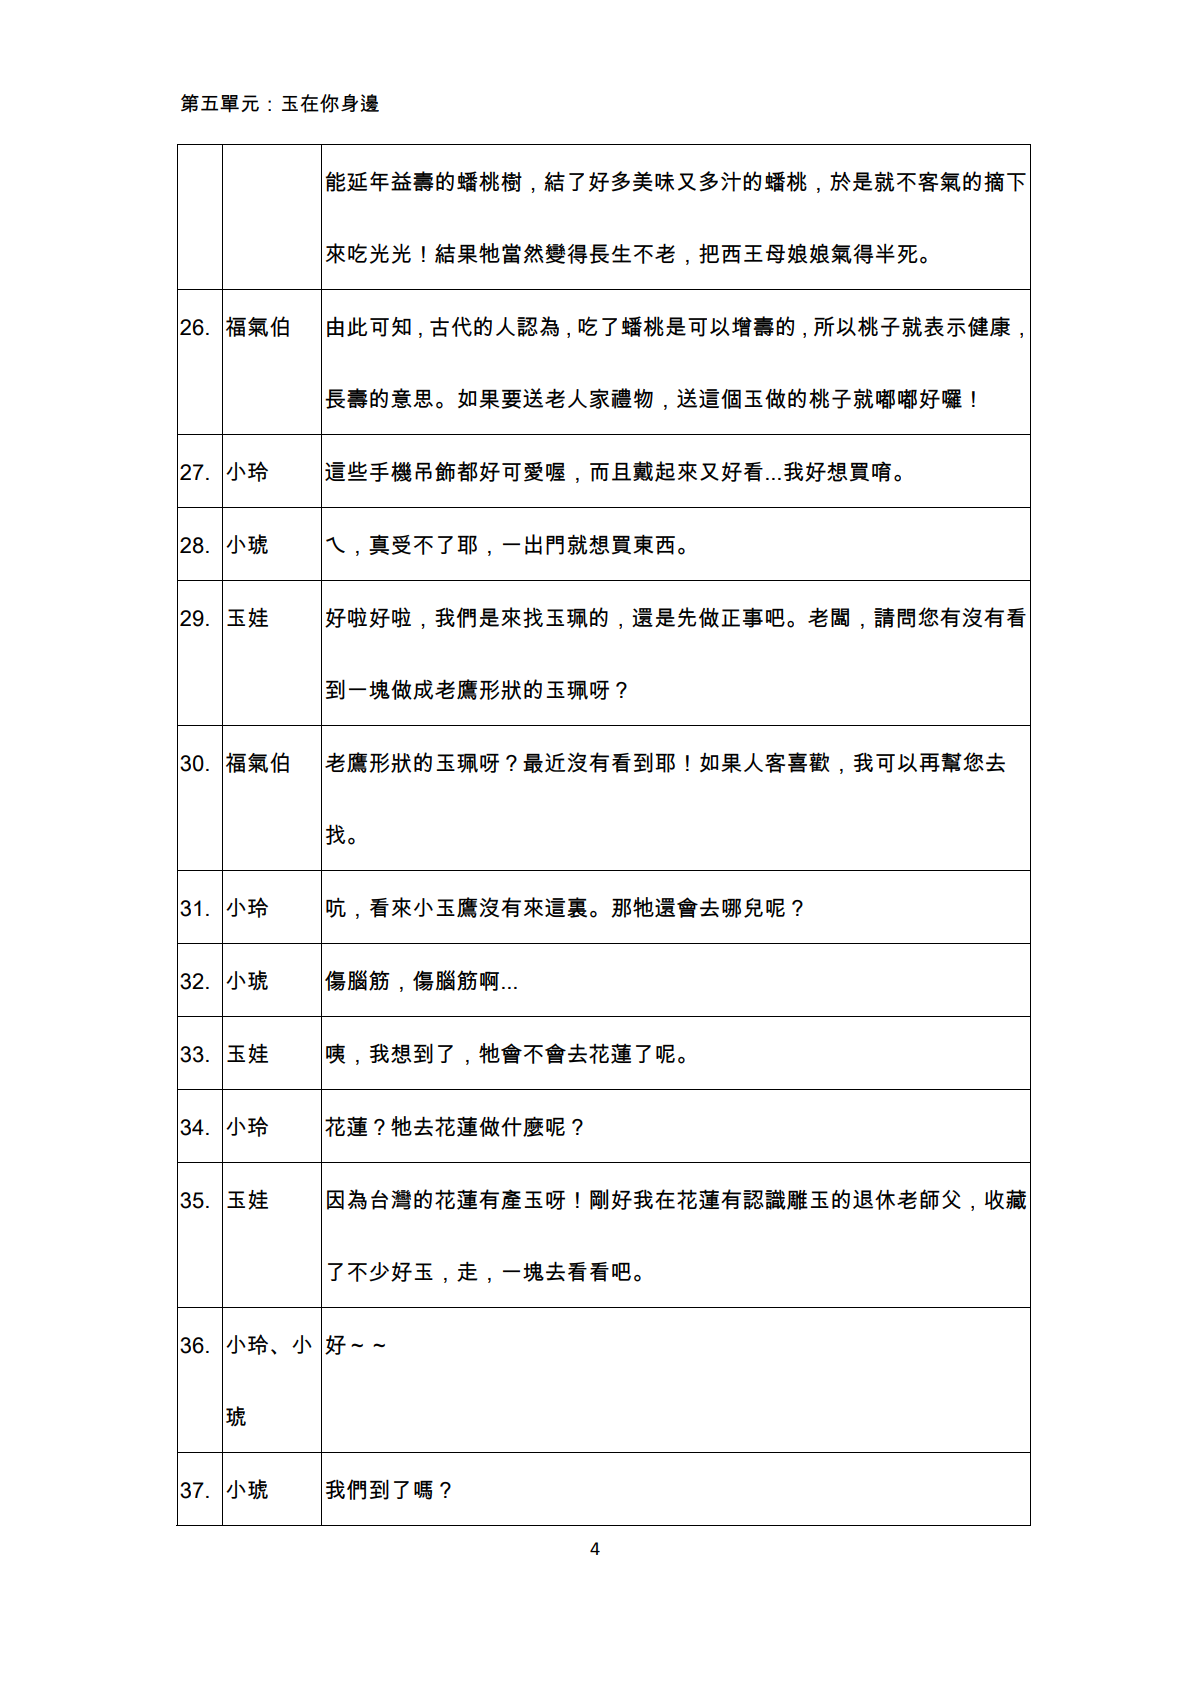 第五單元：玉在你身邊
能延年益壽的蟠桃樹，結了好多美味又多汁的蟠桃，於是就不客氣的摘下
來吃光光！結果牠當然變得長生不老，把西王母娘娘氣得半死。
26. 福氣伯 由此可知，古代的人認為，吃了蟠桃是可以增壽的，所以桃子就表示健康，
長壽的意思。如果要送老人家禮物，送這個玉做的桃子就嘟嘟好囉！
27. 小玲 這些手機吊飾都好可愛喔，而且戴起來又好看...我好想買唷。
28. 小琥 ㄟ，真受不了耶，一出門就想買東西。
29. 玉娃 好啦好啦，我們是來找玉珮的，還是先做正事吧。老闆，請問您有沒有看
到一塊做成老鷹形狀的玉珮呀？
30. 福氣伯 老鷹形狀的玉珮呀？最近沒有看到耶！如果人客喜歡，我可以再幫您去
找。
31. 小玲 吭，看來小玉鷹沒有來這裏。那牠還會去哪兒呢？
32. 小琥 傷腦筋，傷腦筋啊...
33. 玉娃 咦，我想到了，牠會不會去花蓮了呢。
34. 小玲 花蓮？牠去花蓮做什麼呢？
35. 玉娃 因為台灣的花蓮有產玉呀！剛好我在花蓮有認識雕玉的退休老師父，收藏
了不少好玉，走，一塊去看看吧。
36. 小玲、小 好～～
琥
37. 小琥 我們到了嗎？
4